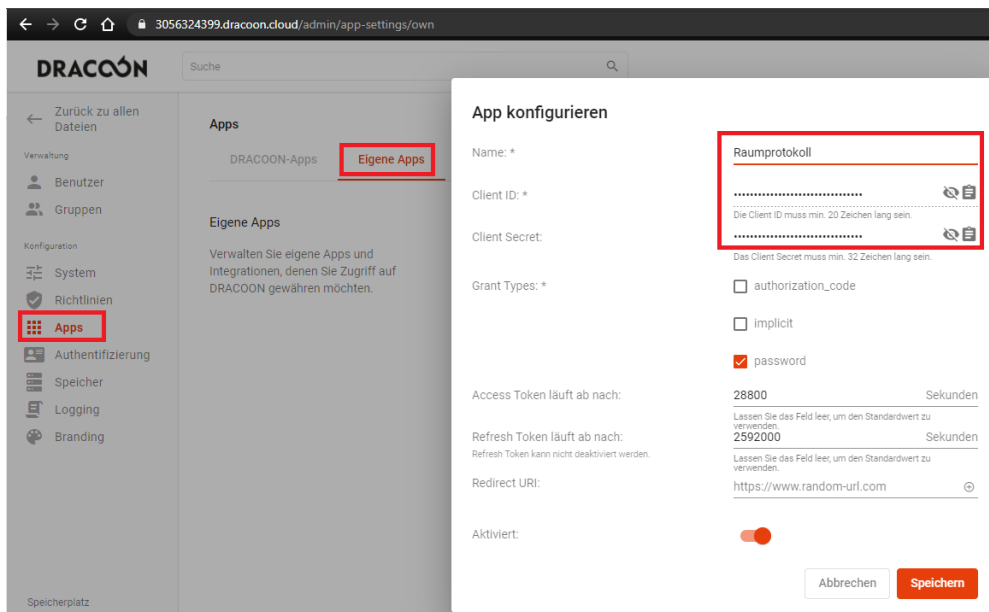 3056324399.dracoon.cloud/admin/app-settings/own
DRACOON
Suche
Zurück zu allen
Dateien
Verwaltung
Benutzer
Gruppen
Konfiguration
System
Richtlinien
Apps
Authentifizierung
Speicher
Logging
Branding
Speicherplatz
Apps
DRACOON-Apps
Eigene Apps
Eigene Apps
Verwalten Sie eigene Apps und
Integrationen, denen Sie Zugriff auf
DRACOON gewähren möchten.
App konfigurieren
Name: *
Raumprotokoll
Client ID: *
Die Client ID muss min. 20 Zeichen lang sein.
Client Secret:
Das Client Secret muss min. 32 Zeichen lang sein.
Grant Types: *
authorization_code
implicit
password
Access Token läuft ab nach:
28800 Sekunden
Lassen Sie das Feld leer, um den Standardwert zu
verwenden.
Refresh Token läuft ab nach:
2592000 Sekunden
Refresh Token kann nicht deaktiviert werden.
Lassen Sie das Feld leer, um den Standardwert zu
verwenden.
Redirect URI:
https://www.random-url.com
Aktiviert:
Abbrechen
Speichern